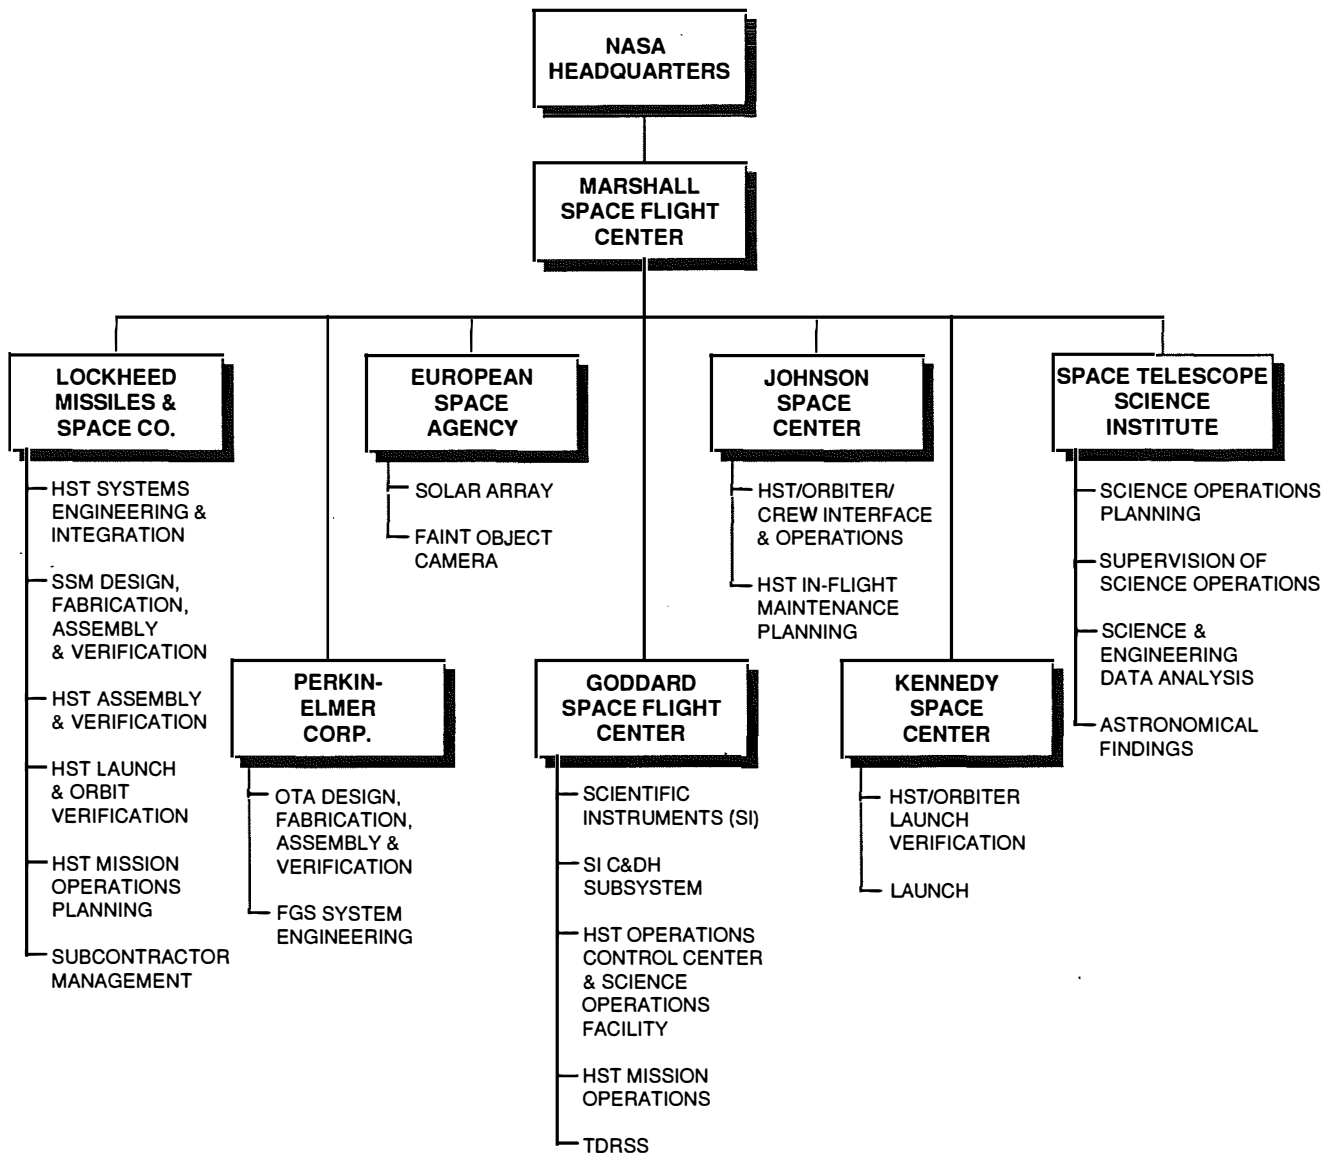 NASA
HEADQUARTERS
MARSHALL
SPACE FLIGHT
CENTER
LOCKHEED
MISSILES &
SPACE CO.
HST SYSTEMS
ENGINEERING &
INTEGRATION
SSM DESIGN,
FABRICATION,
ASSEMBLY
& VERIFICATION
HST ASSEMBLY
& VERIFICATION
HST LAUNCH
& ORBIT
VERIFICATION
HST MISSION
OPERATIONS
PLANNING
SUBCONTRACTOR
MANAGEMENT
PERKIN-
ELMER
CORP.
OTA DESIGN,
FABRICATION,
ASSEMBLY &
VERIFICATION
FGS SYSTEM
ENGINEERING
EUROPEAN
SPACE
AGENCY
SOLAR ARRAY
FAINT OBJECT
CAMERA
GODDARD
SPACE FLIGHT
CENTER
SCIENTIFIC
INSTRUMENTS (SI)
SI C&DH
SUBSYSTEM
HST OPERATIONS
CONTROL CENTER
& SCIENCE
OPERATIONS
FACILITY
HST MISSION
OPERATIONS
TDRSS
JOHNSON
SPACE
CENTER
HST/ORBITER/
CREW INTERFACE
& OPERATIONS
HST IN-FLIGHT
MAINTENANCE
PLANNING
KENNEDY
SPACE
CENTER
HST/ORBITER
LAUNCH
VERIFICATION
LAUNCH
SPACE TELESCOPE
SCIENCE
INSTITUTE
SCIENCE OPERATIONS
PLANNING
SUPERVISION OF
SCIENCE OPERATIONS
SCIENCE &
ENGINEERING
DATA ANALYSIS
ASTRONOMICAL
FINDINGS